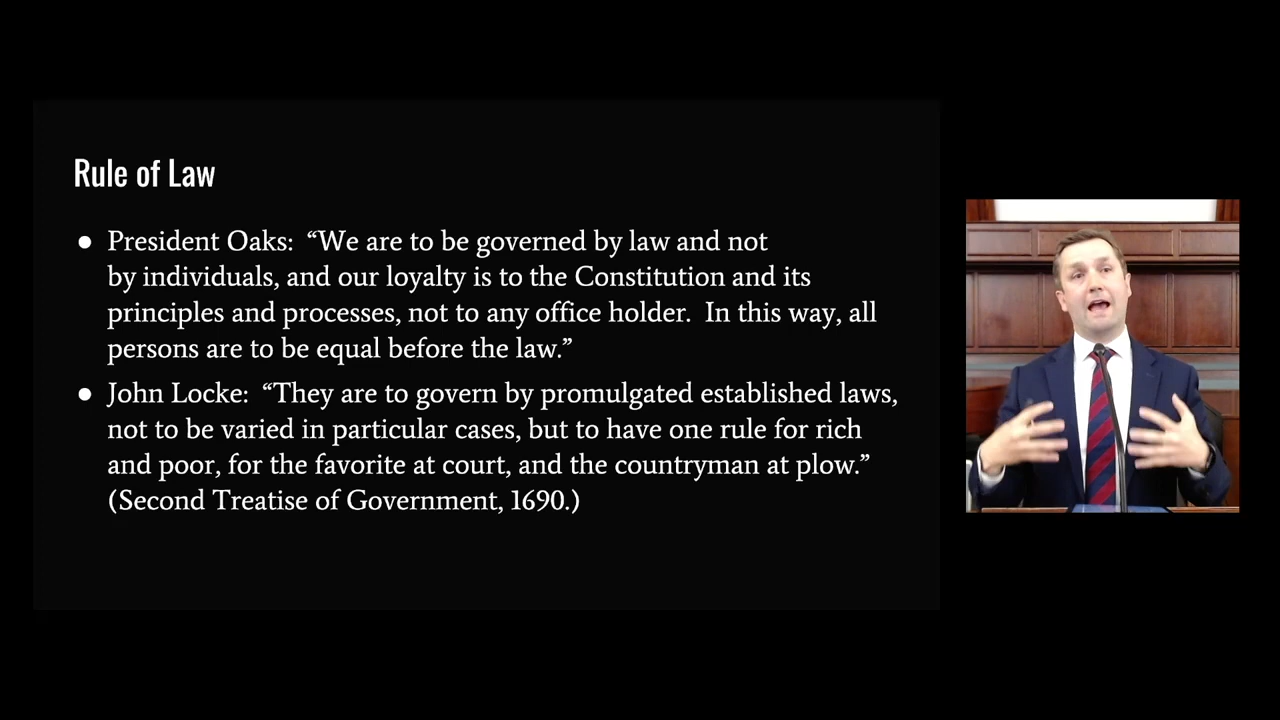 Rule of Law
● President Oaks:  “We are to be governed by law and not
by individuals, and our loyalty is to the Constitution and its
principles and processes, not to any office holder.  In this way, all
persons are to be equal before the law.”
● John Locke:  “They are to govern by promulgated established laws,
not to be varied in particular cases, but to have one rule for rich
and poor, for the favorite at court, and the countryman at plow.”
(Second Treatise of Government, 1690.)